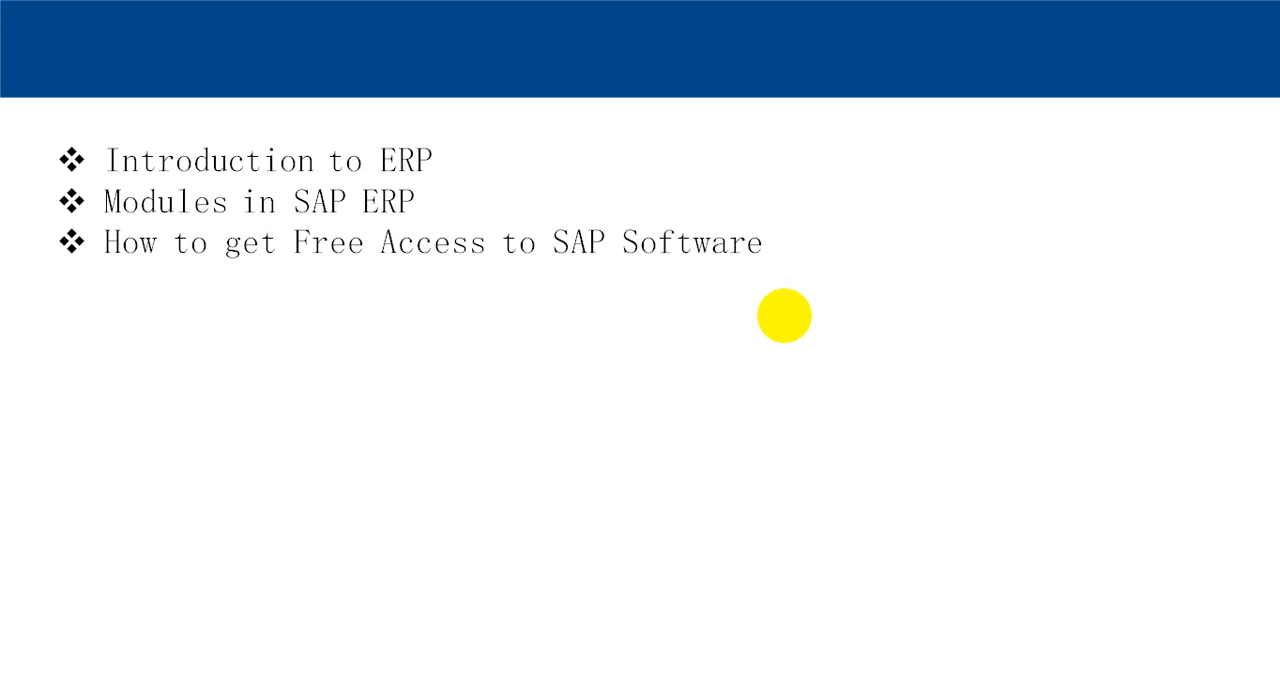 ❖ Introduction to ERP
❖ Modules in SAP ERP
❖ How to get Free Access to SAP Software